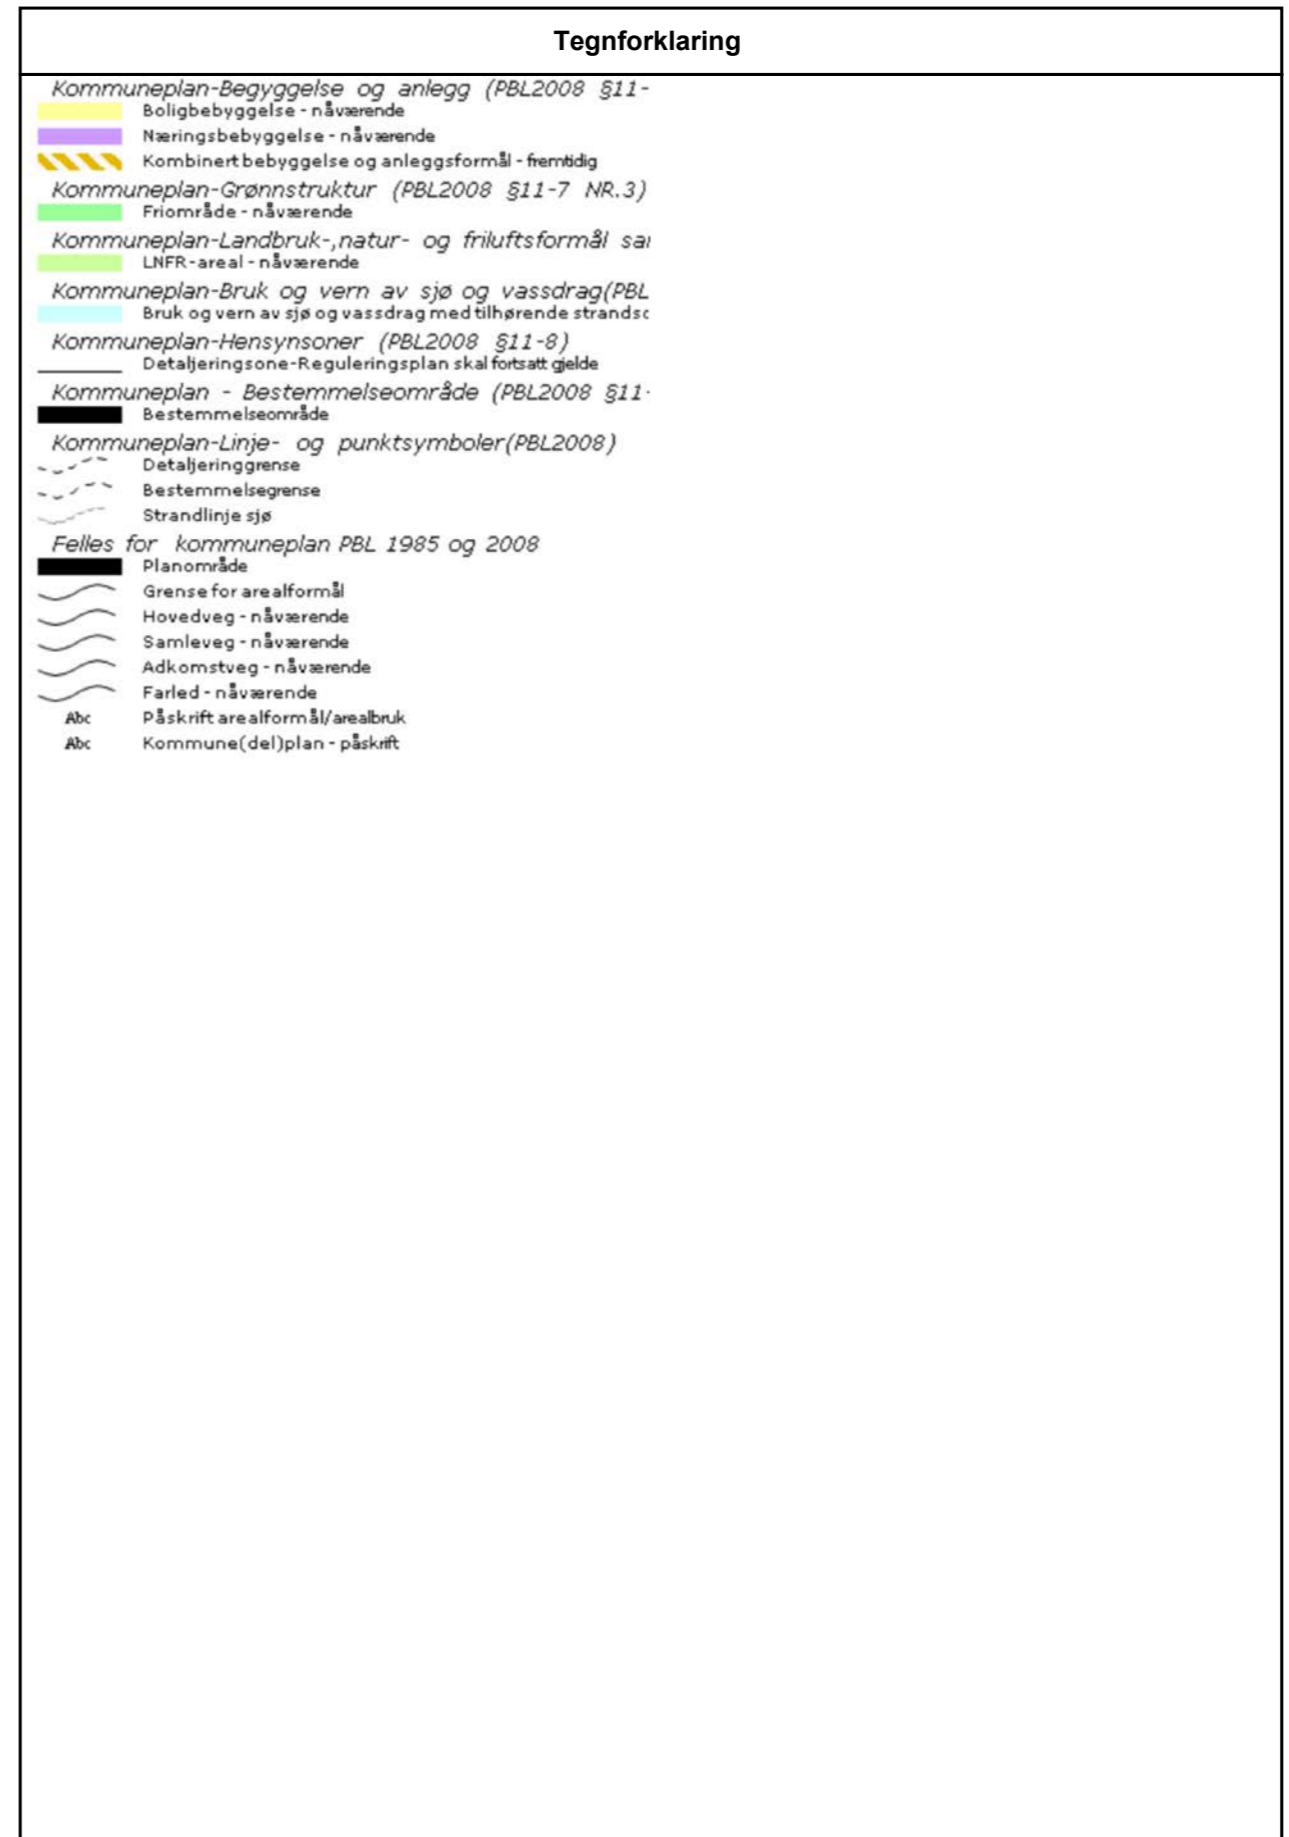 Tegnforklaring
Kommuneplan-Begyggelse og anlegg (PBL2008 §11-
Boligbebyggelse - nåværende
Næringsbebyggelse - nåværende
Kombinert bebyggelse og anleggsformål - fremtidig
Kommuneplan-Grønnstruktur (PBL2008 §11-7 NR.3)
Friområde - nåværende
Kommuneplan-Landbruk-,natur- og friluftsformål
LNFR-areal - nåværende
Kommuneplan-Bruk og vern av sjø og vassdrag(PBL
Bruk og vern av sjø og vassdrag med tilhørende
Kommuneplan-Hensynsoner (PBL2008 §11-8)
Detaljeringsone-Reguleringsplan skal fortsatt gjelde
Kommuneplan - Bestemmelseområde (PBL2008 §11-
Bestemmelseområde
Kommuneplan-Linje- og punktsymboler(PBL2008)
Detaljeringgrense
Bestemmelsegrense
Strandlinje sjø
Felles for kommuneplan PBL 1985 og 2008
Planområde
Grense for arealformål
Hovedveg - nåværende
Samleveg - nåværende
Adkomstveg - nåværende
Farled - nåværende
Abc Påskrift arealformål/arealbruk
Abc Kommune(del)plan - påskrift